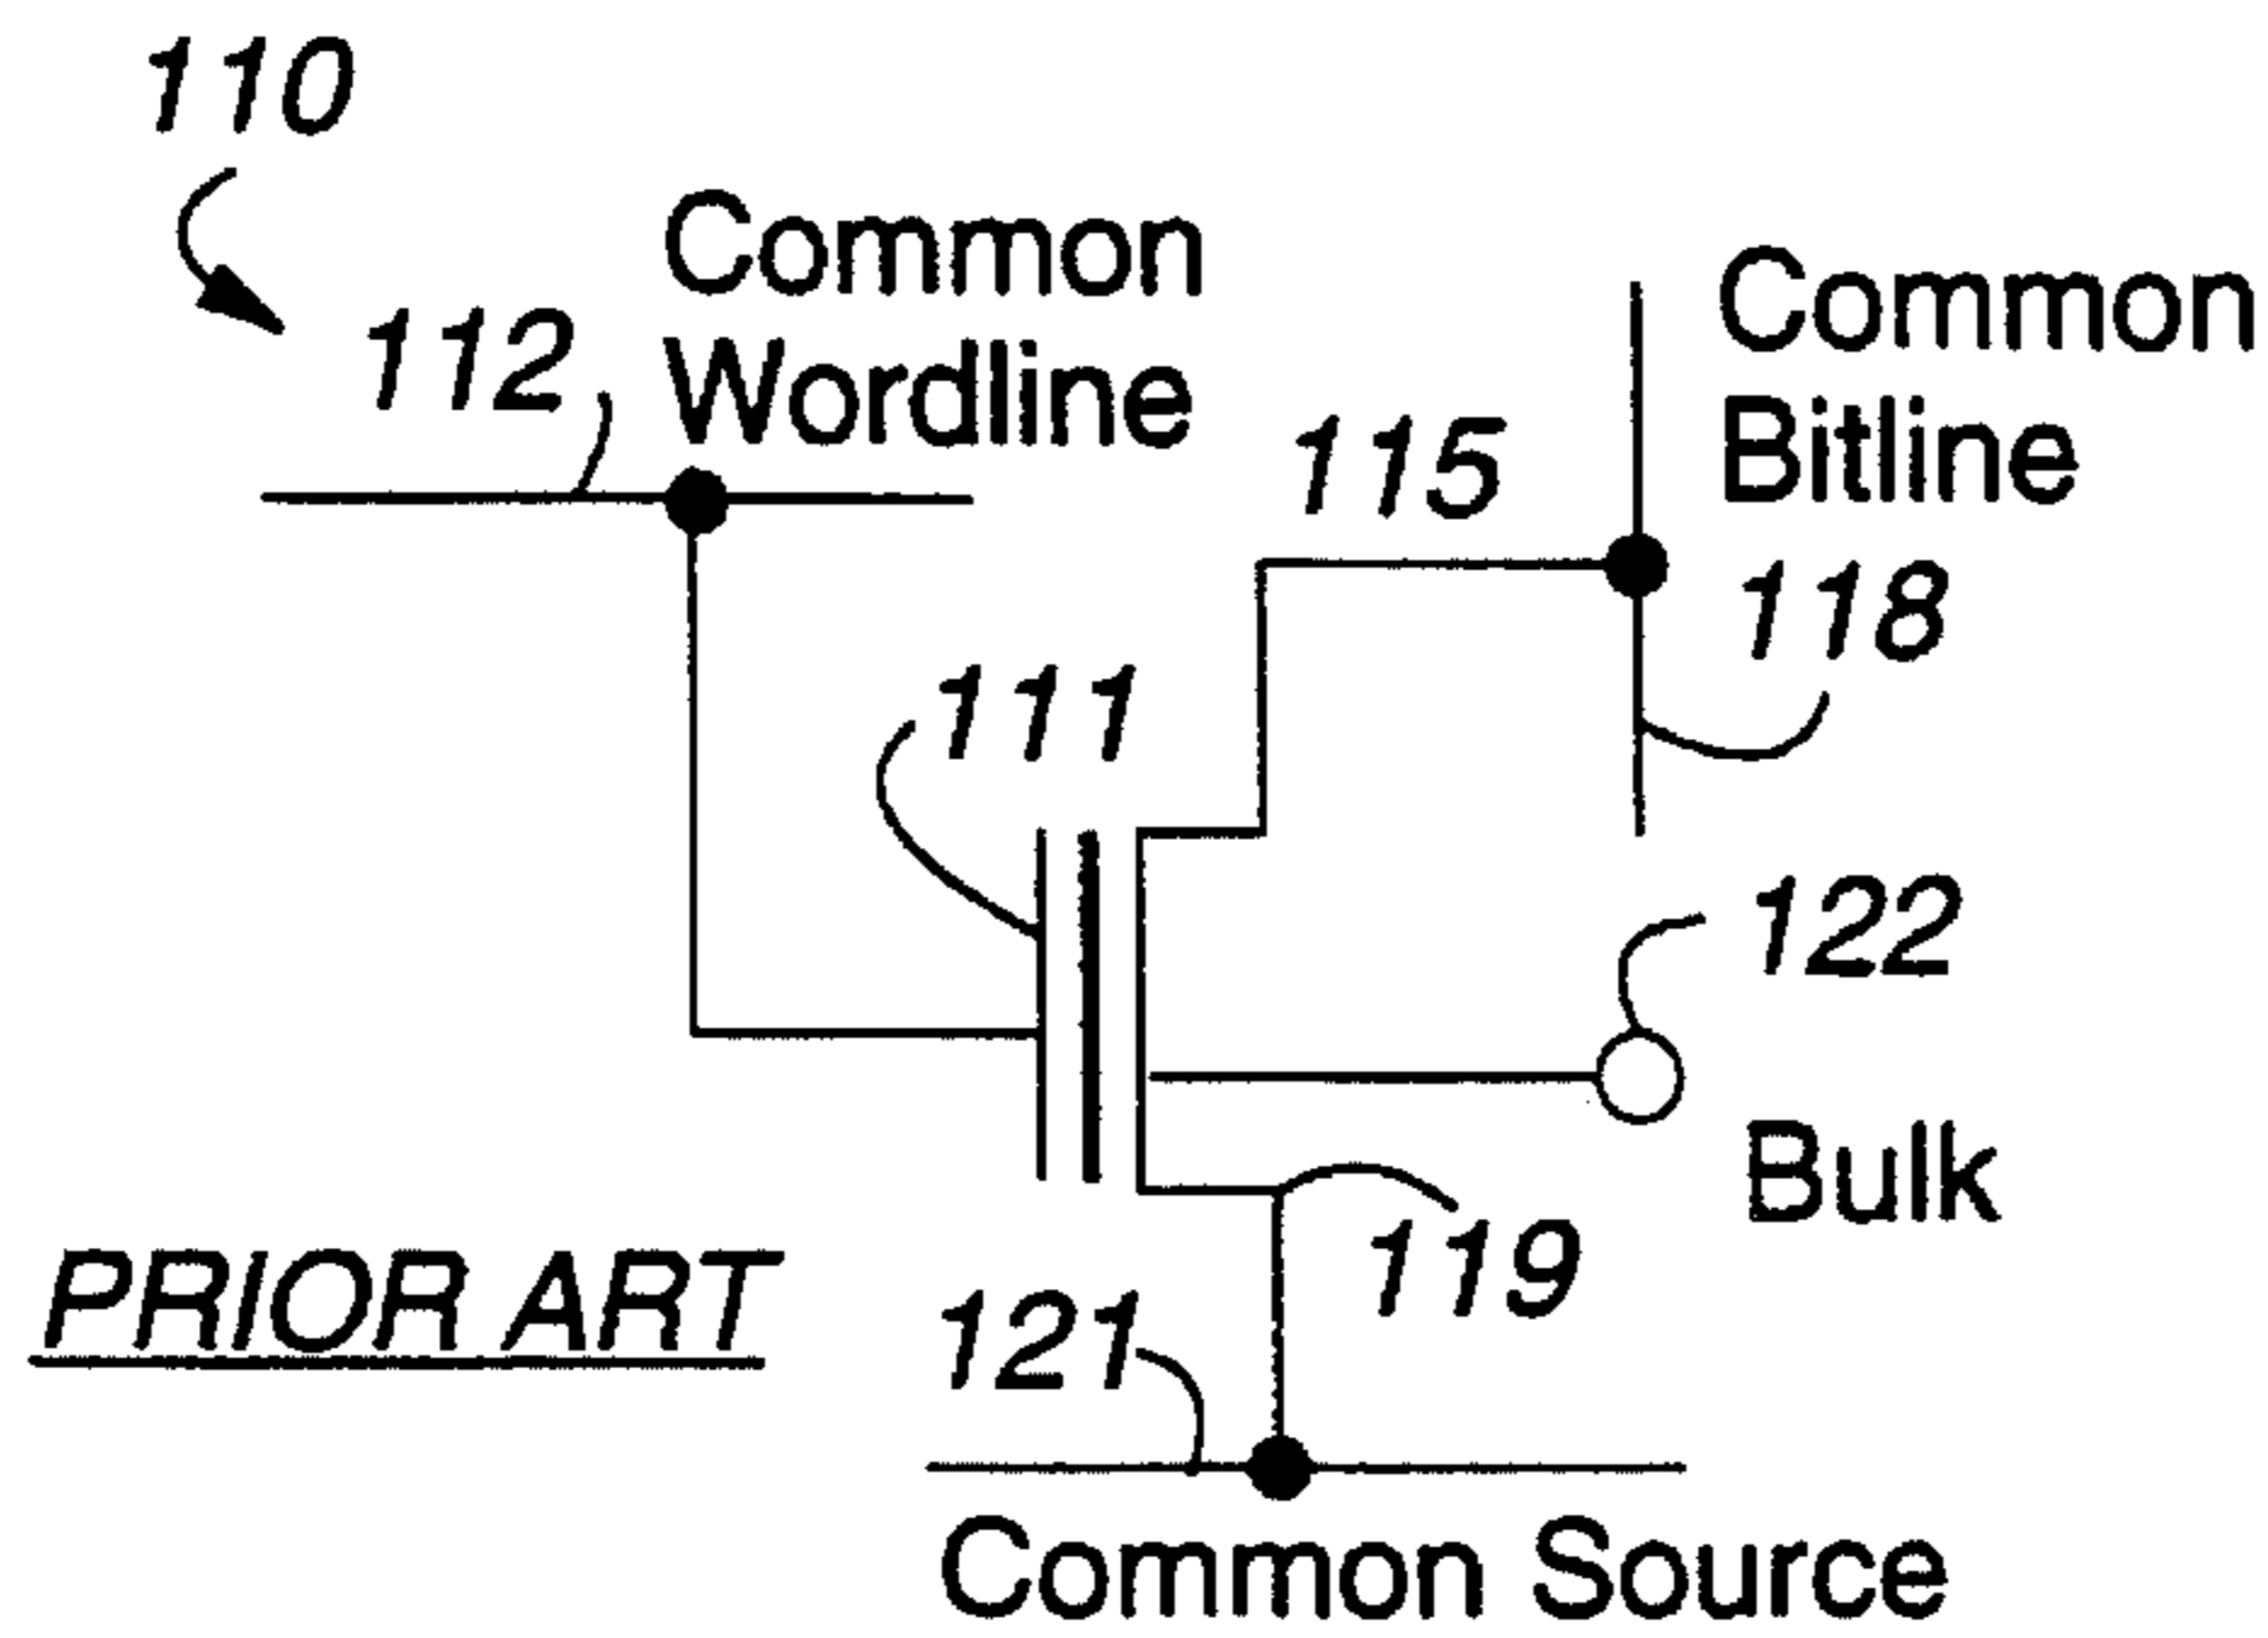 110
112
Common
Wordline
Common
Bitline
115
118
111
122
Bulk
119
PRIOR ART
121
Common Source